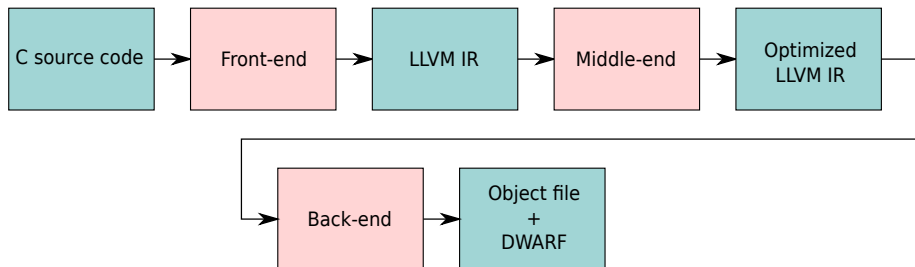 C source code
Front-end
LLVM IR
Middle-end
Optimized
LLVM IR
Back-end
Object file
+
DWARF